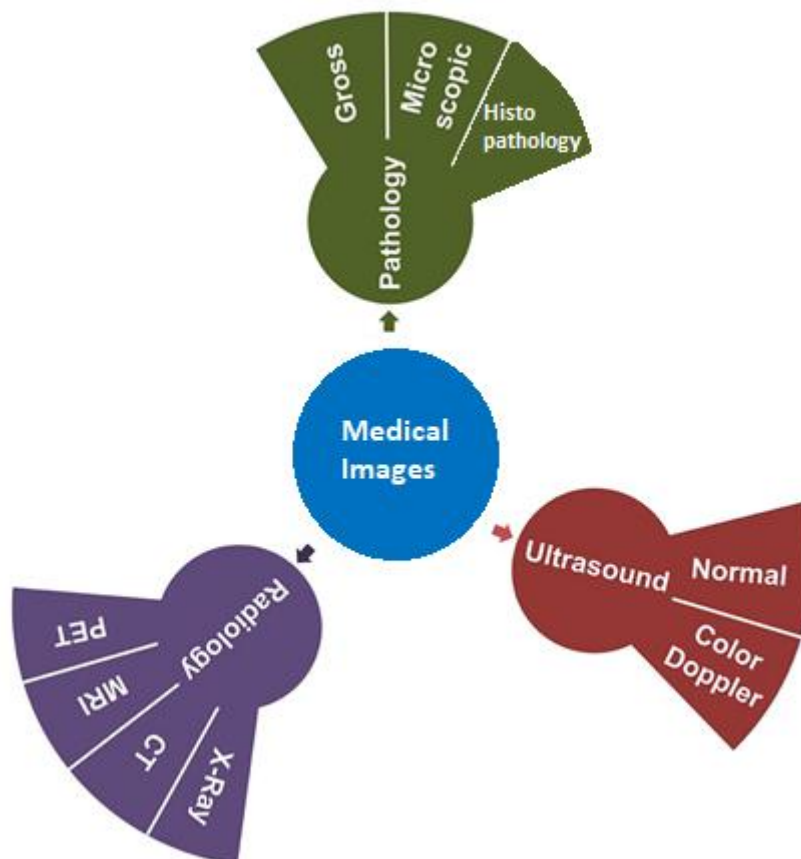 Gross
Micro
scopic
Histo
pathology
Pathology
Medical
Images
Ultrasound
Normal
Color
Doppler
Radiology
PET
MRI
CT
X-Ray